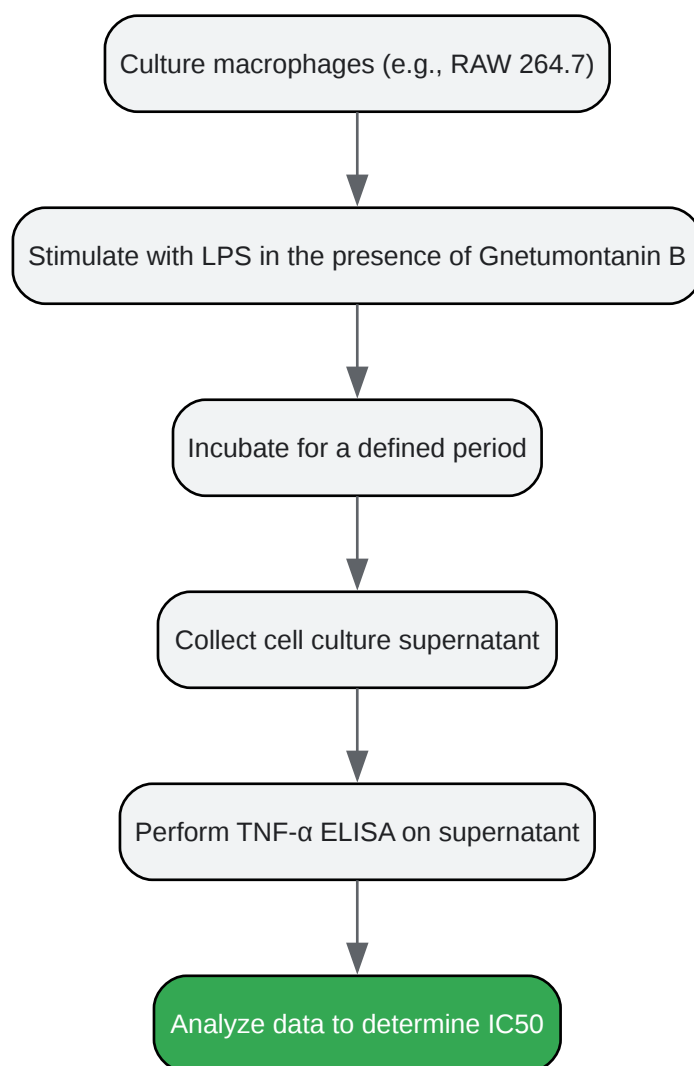 Culture macrophages (e.g., RAW 264.7)
Stimulate with LPS in the presence of Gnetumontanin B
Incubate for a defined period
Collect cell culture supernatant
Perform TNF-α ELISA on supernatant
Analyze data to determine IC50